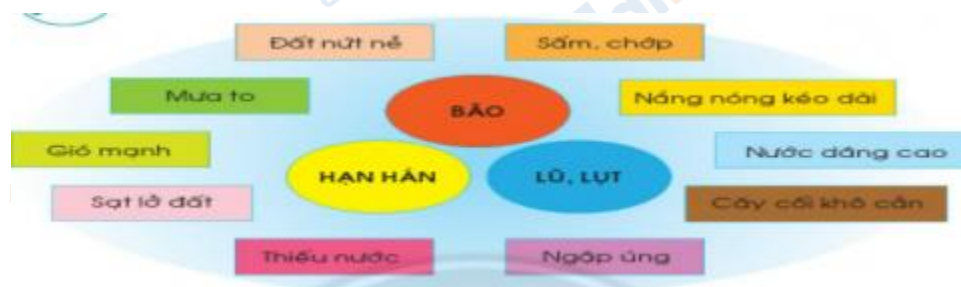 Đất nứt nẻ
Sấm, chớp
Mưa to
BÃO
Nắng nóng kéo dài
Gió mạnh
HẠN HÁN
LŨ, LỤT
Nước dâng cao
Sạt lở đất
Cây cối khô cằn
Thiếu nước
Ngập úng